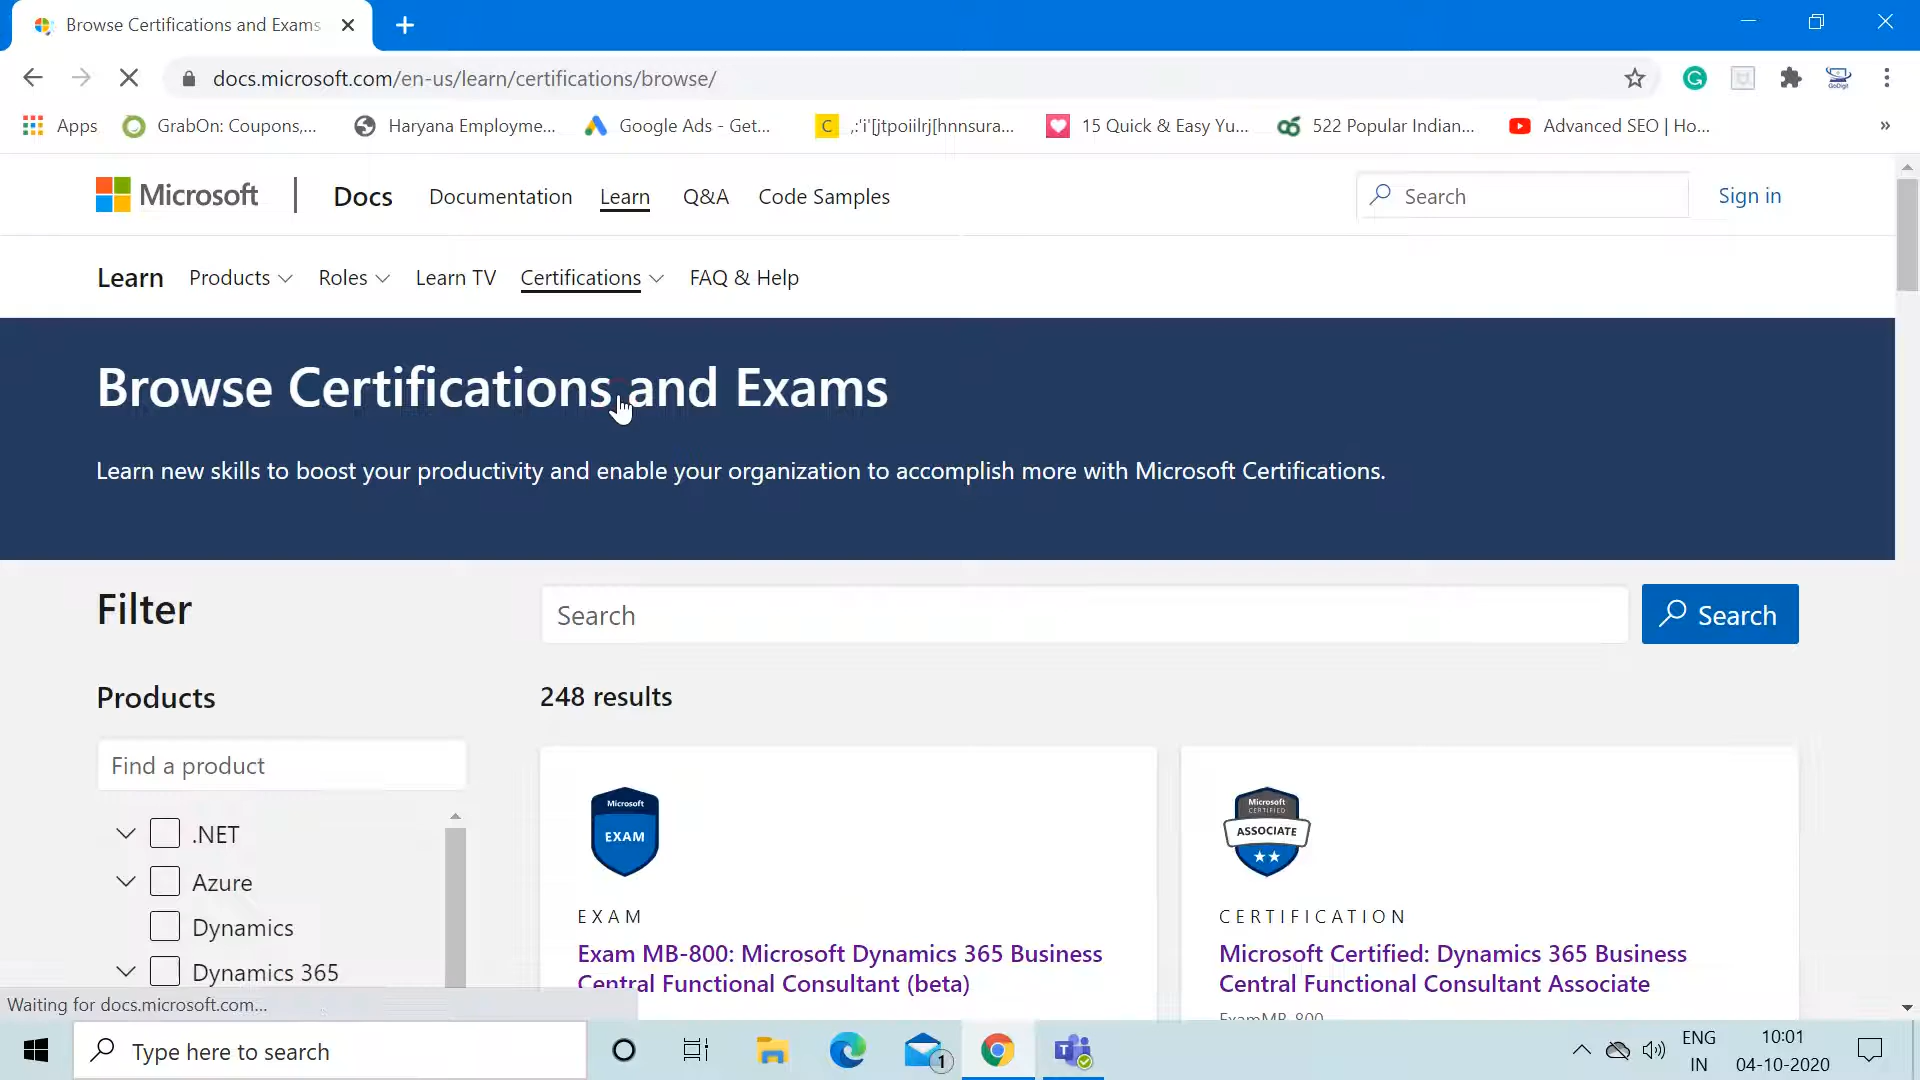 Browse Certifications and Exams
docs.microsoft.com/en-us/learn/certifications/browse/
Apps
GrabOn: Coupons,...
Haryana Employme...
Google Ads - Get...
C ,:'i'[jtpoiilrj[hnnsura...
15 Quick & Easy Yu...
522 Popular Indian...
Advanced SEO | Ho...
»
Microsoft
Docs
Documentation
Learn
Q&A
Code Samples
Search
Sign in
Learn
Products
Roles
Learn TV
Certifications
FAQ & Help
Browse Certifications and Exams
Learn new skills to boost your productivity and enable your organization to accomplish more with Microsoft Certifications.
Filter
Search
Search
Products
248 results
Find a product
.NET
Azure
Dynamics
Dynamics 365
Microsoft
EXAM
EXAM
Exam MB-800: Microsoft Dynamics 365 Business
Central Functional Consultant (beta)
Microsoft
CERTIFIED
ASSOCIATE
CERTIFICATION
Microsoft Certified: Dynamics 365 Business
Central Functional Consultant Associate
ExamMB-800
Waiting for docs.microsoft.com...
Type here to search
1
ENG
IN
10:01
04-10-2020